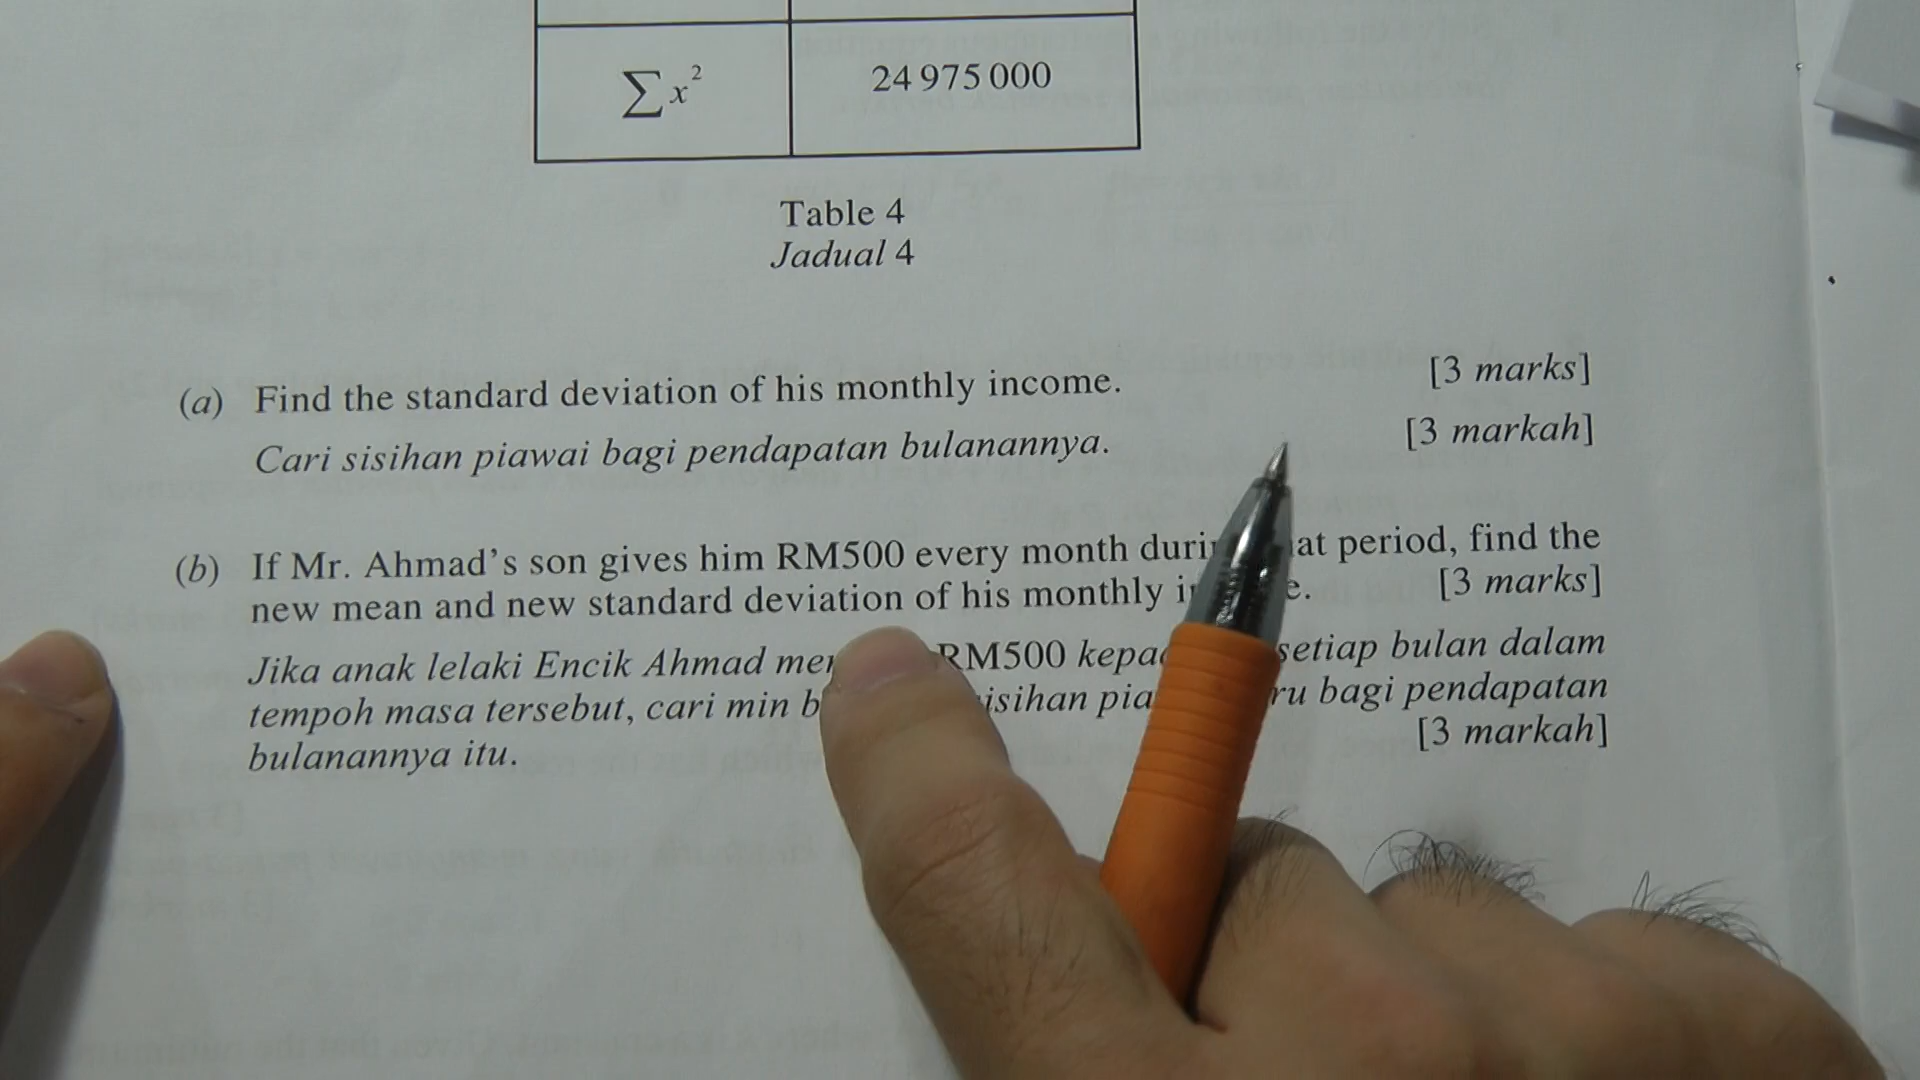 ∑x² 24 975 000
Table 4
Jadual 4
(a) Find the standard deviation of his monthly income. [3 marks]
Cari sisihan piawai bagi pendapatan bulanannya. [3 markah]
(b) If Mr. Ahmad's son gives him RM500 every month duri at period, find the
new mean and new standard deviation of his monthly i e. [3 marks]
Jika anak lelaki Encik Ahmad me RM500 kepa setiap bulan dalam
tempoh masa tersebut, cari min b isihan pia ru bagi pendapatan
bulanannya itu. [3 markah]